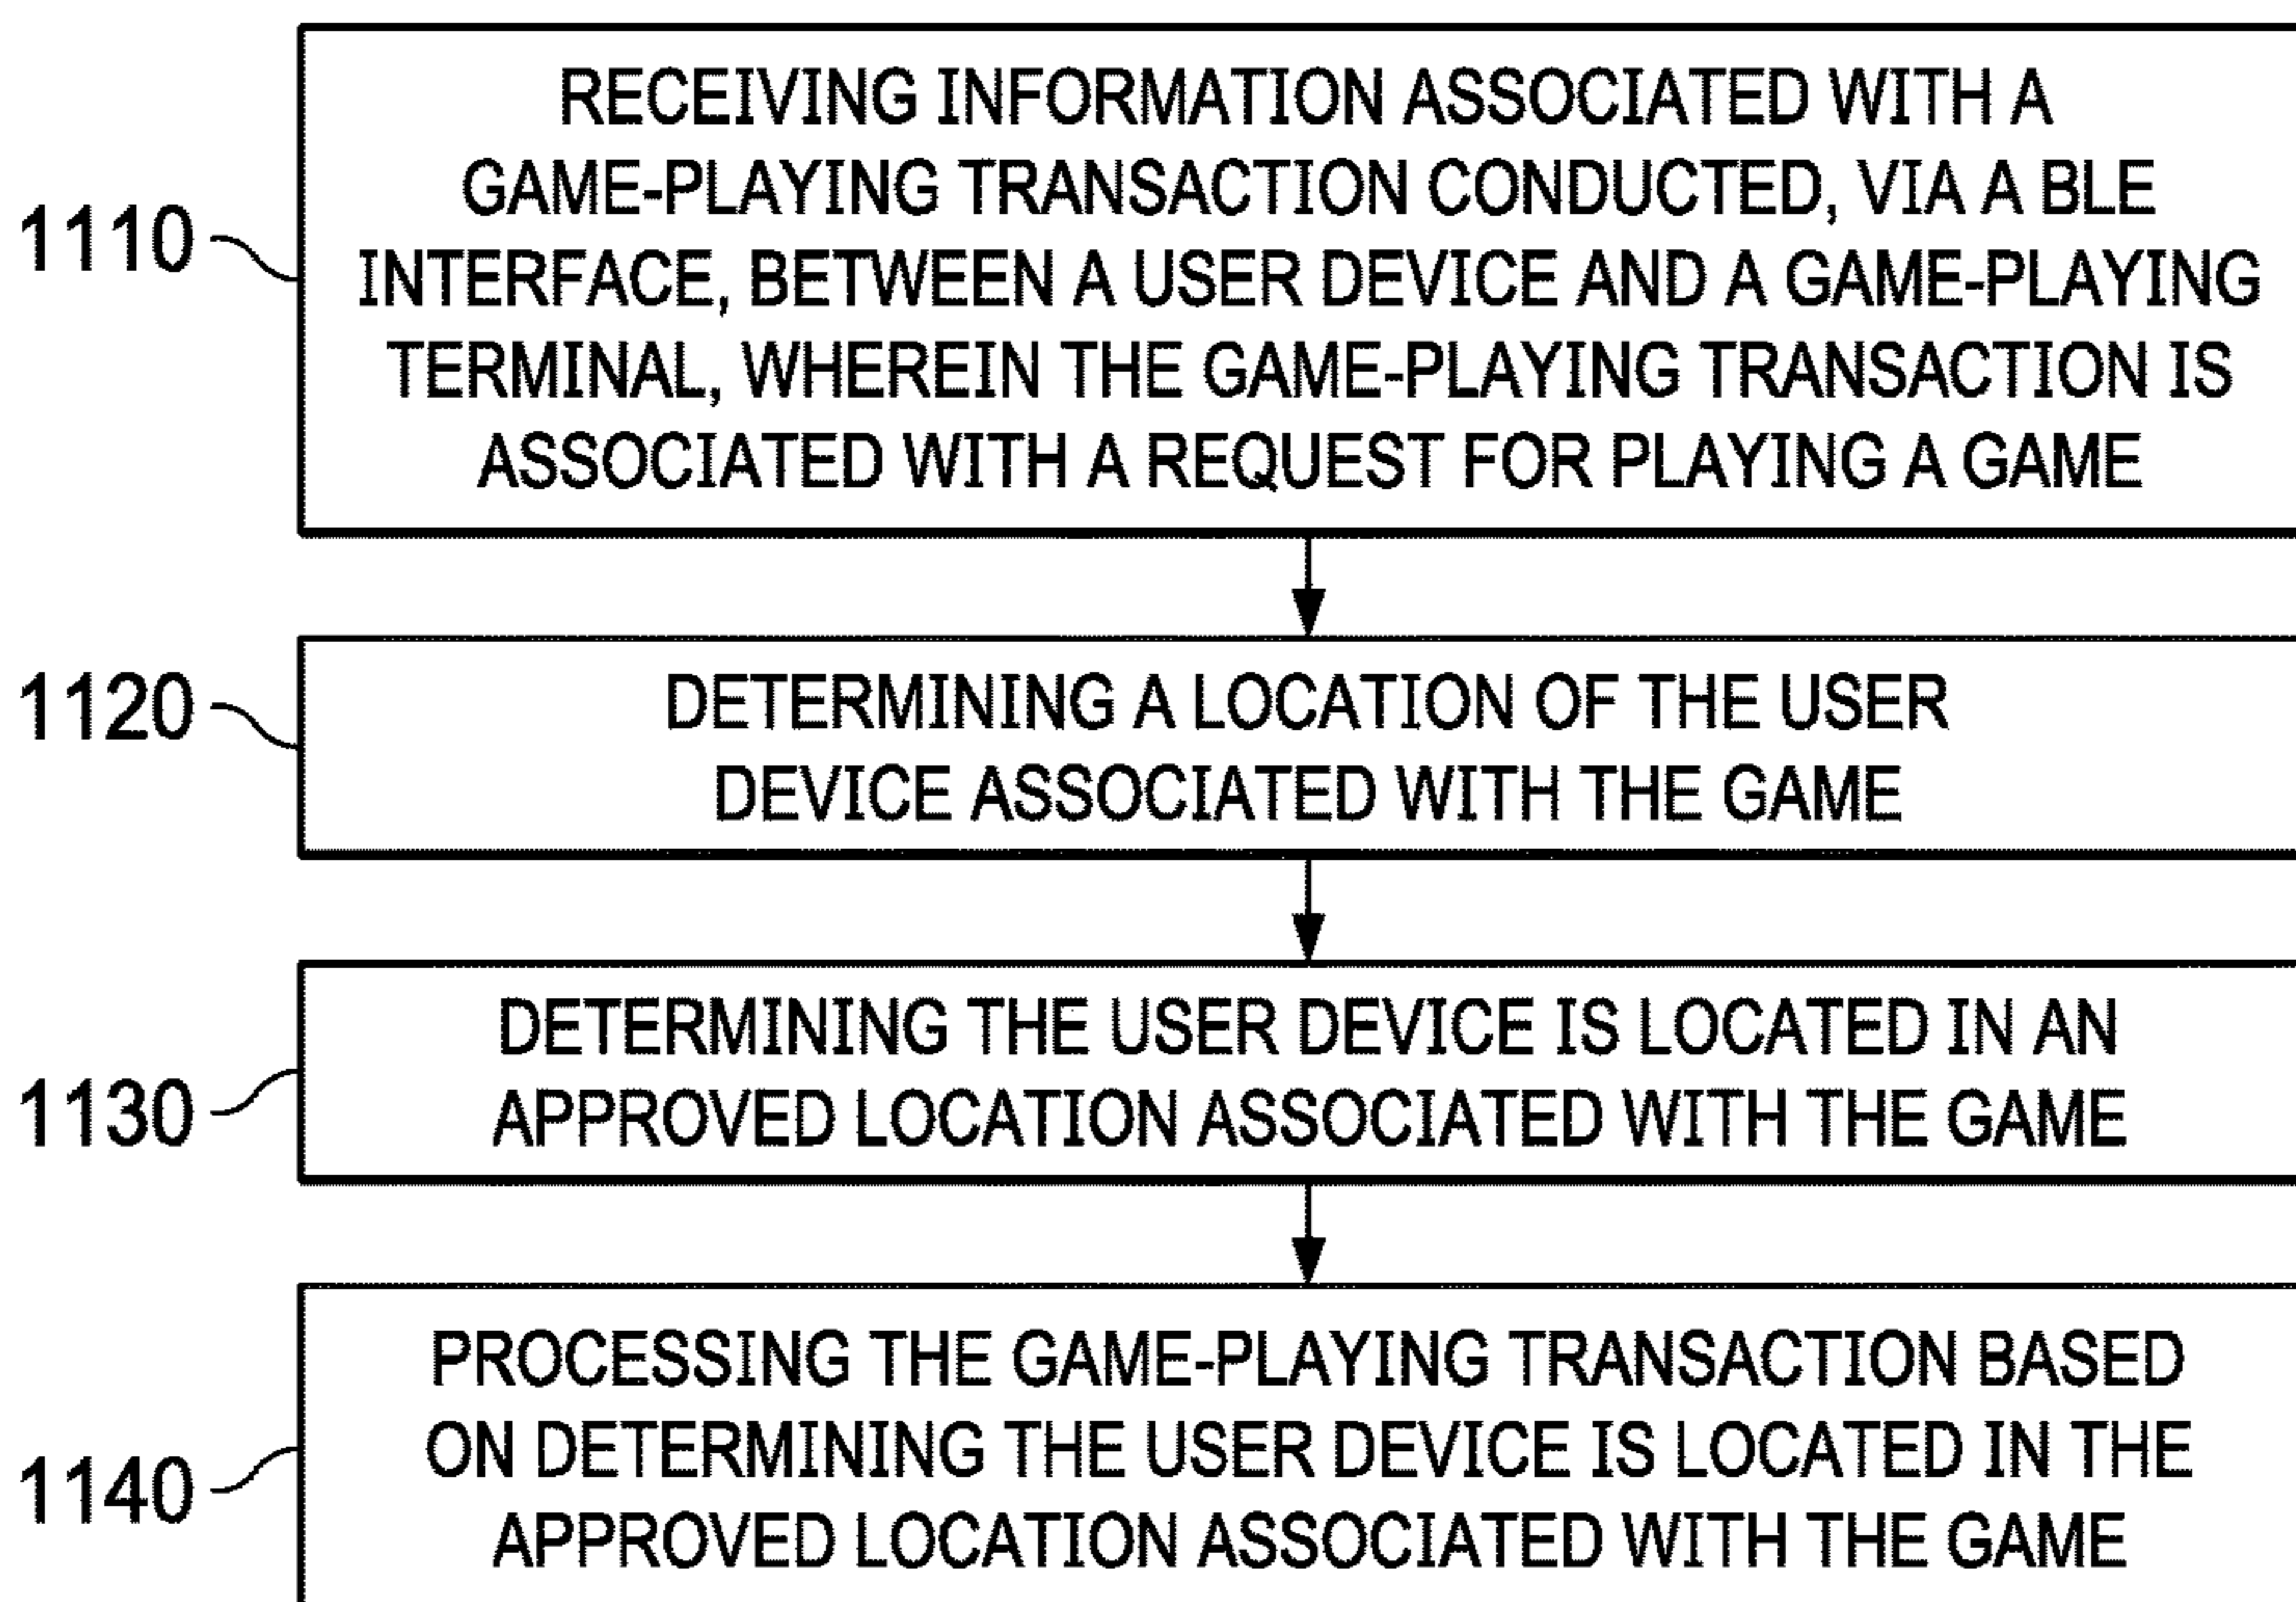 RECEIVING INFORMATION ASSOCIATED WITH A
GAME-PLAYING TRANSACTION CONDUCTED, VIA A BLE
1110
INTERFACE, BETWEEN A USER DEVICE AND A GAME-PLAYING
TERMINAL, WHEREIN THE GAME-PLAYING TRANSACTION IS
ASSOCIATED WITH A REQUEST FOR PLAYING A GAME
1120
DETERMINING A LOCATION OF THE USER
DEVICE ASSOCIATED WITH THE GAME
DETERMINING THE USER DEVICE IS LOCATED IN AN
1130
APPROVED LOCATION ASSOCIATED WITH THE GAME
PROCESSING THE GAME-PLAYING TRANSACTION BASED
ON DETERMINING THE USER DEVICE IS LOCATED IN THE
1140
APPROVED LOCATION ASSOCIATED WITH THE GAME